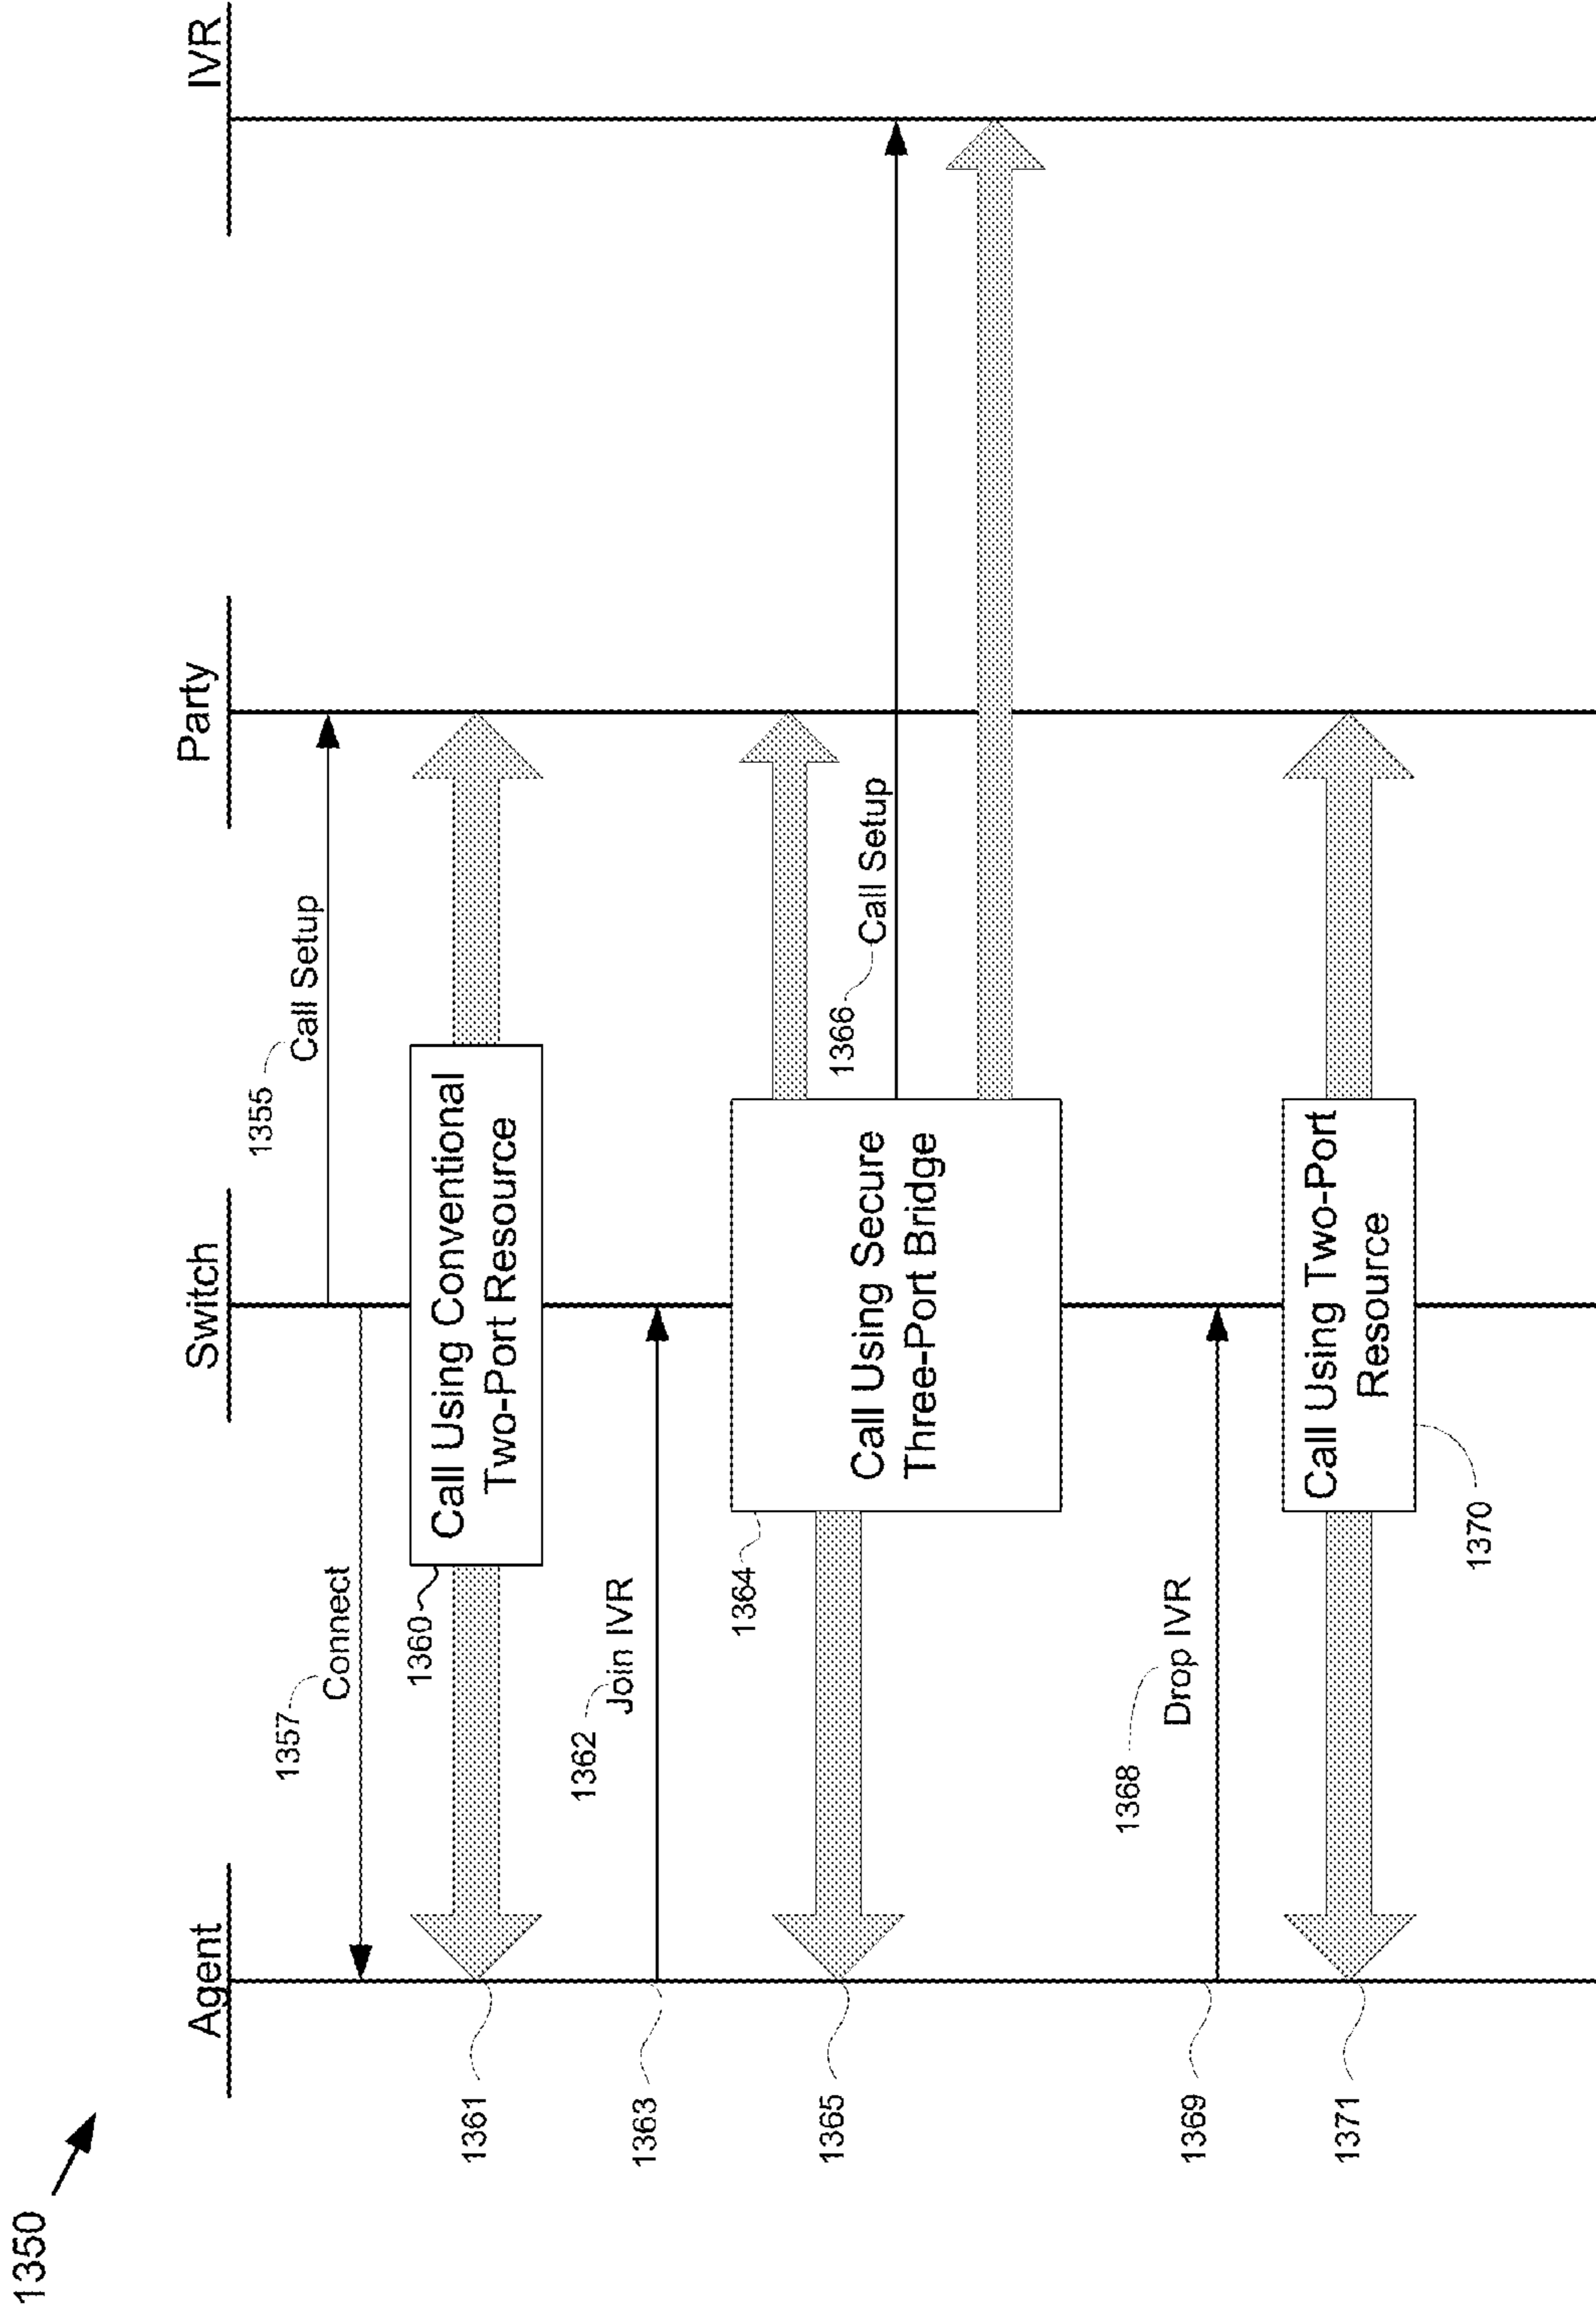 1350
Agent
Switch
Party
IVR
1355
Call Setup
1357
Connect
1361
1360
Call Using Conventional
Two-Port Resource
1363
1362
Join IVR
1365
1364
Call Using Secure
Three-Port Bridge
1366
Call Setup
1369
1368
Drop IVR
1371
Call Using Two-Port
Resource
1370